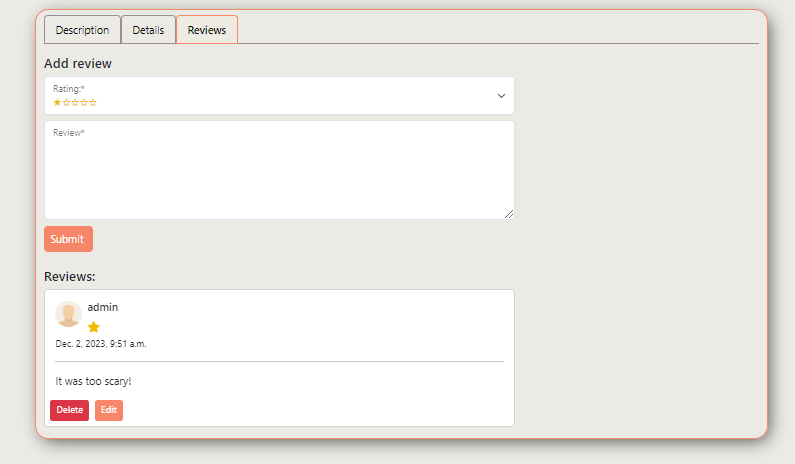 Description Details Reviews
Add review
Rating:*
★☆☆☆☆
Review*
Submit
Reviews:
admin
Dec. 2, 2023, 9:51 a.m.
It was too scary!
Delete Edit